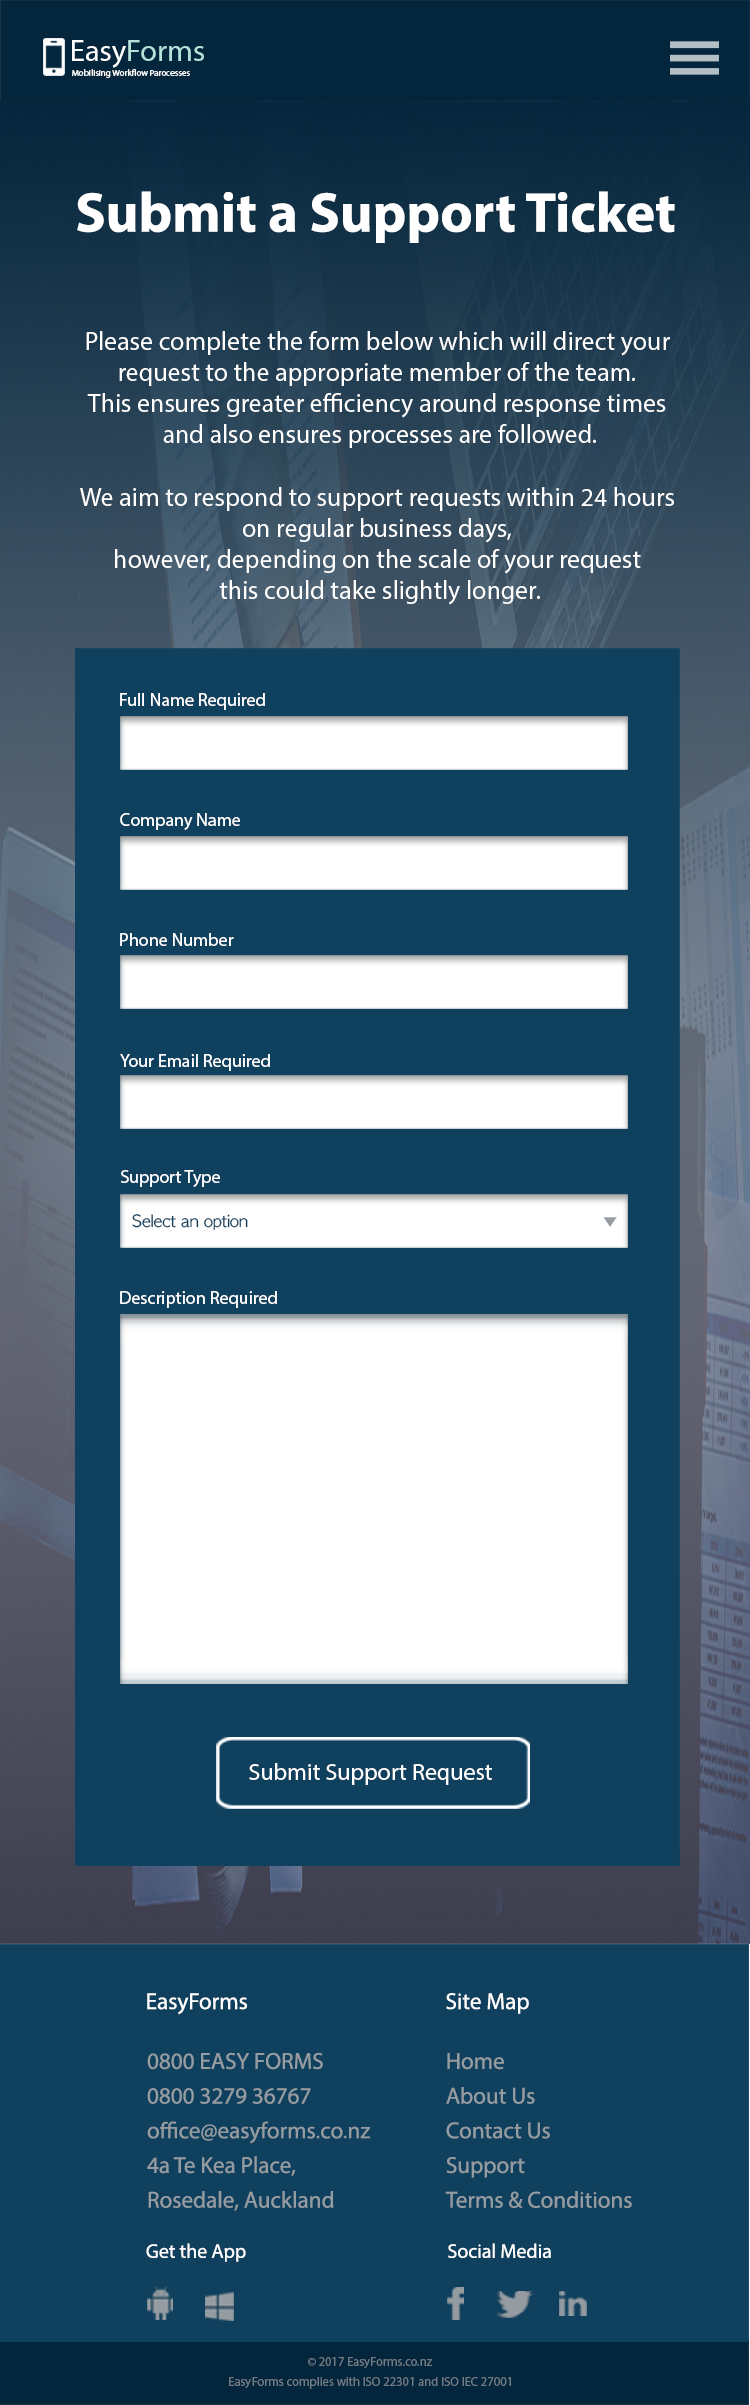 EasyForms
Mobilising Workflow Parocesses
Submit a Support Ticket
Please complete the form below which will direct your
request to the appropriate member of the team.
This ensures greater efficiency around response times
and also ensures processes are followed.
We aim to respond to support requests within 24 hours
on regular business days,
however, depending on the scale of your request
this could take slightly longer.
Full Name Required
Company Name
Phone Number
Your Email Required
Support Type
Select an option
Description Required
Submit Support Request
EasyForms
0800 EASY FORMS
0800 3279 36767
office@easyforms.co.nz
4a Te Kea Place,
Rosedale, Auckland
Site Map
Home
About Us
Contact Us
Support
Terms & Conditions
Get the App
Social Media
© 2017 EasyForms.co.nz
EasyForms complies with ISO 22301 and ISO IEC 27001